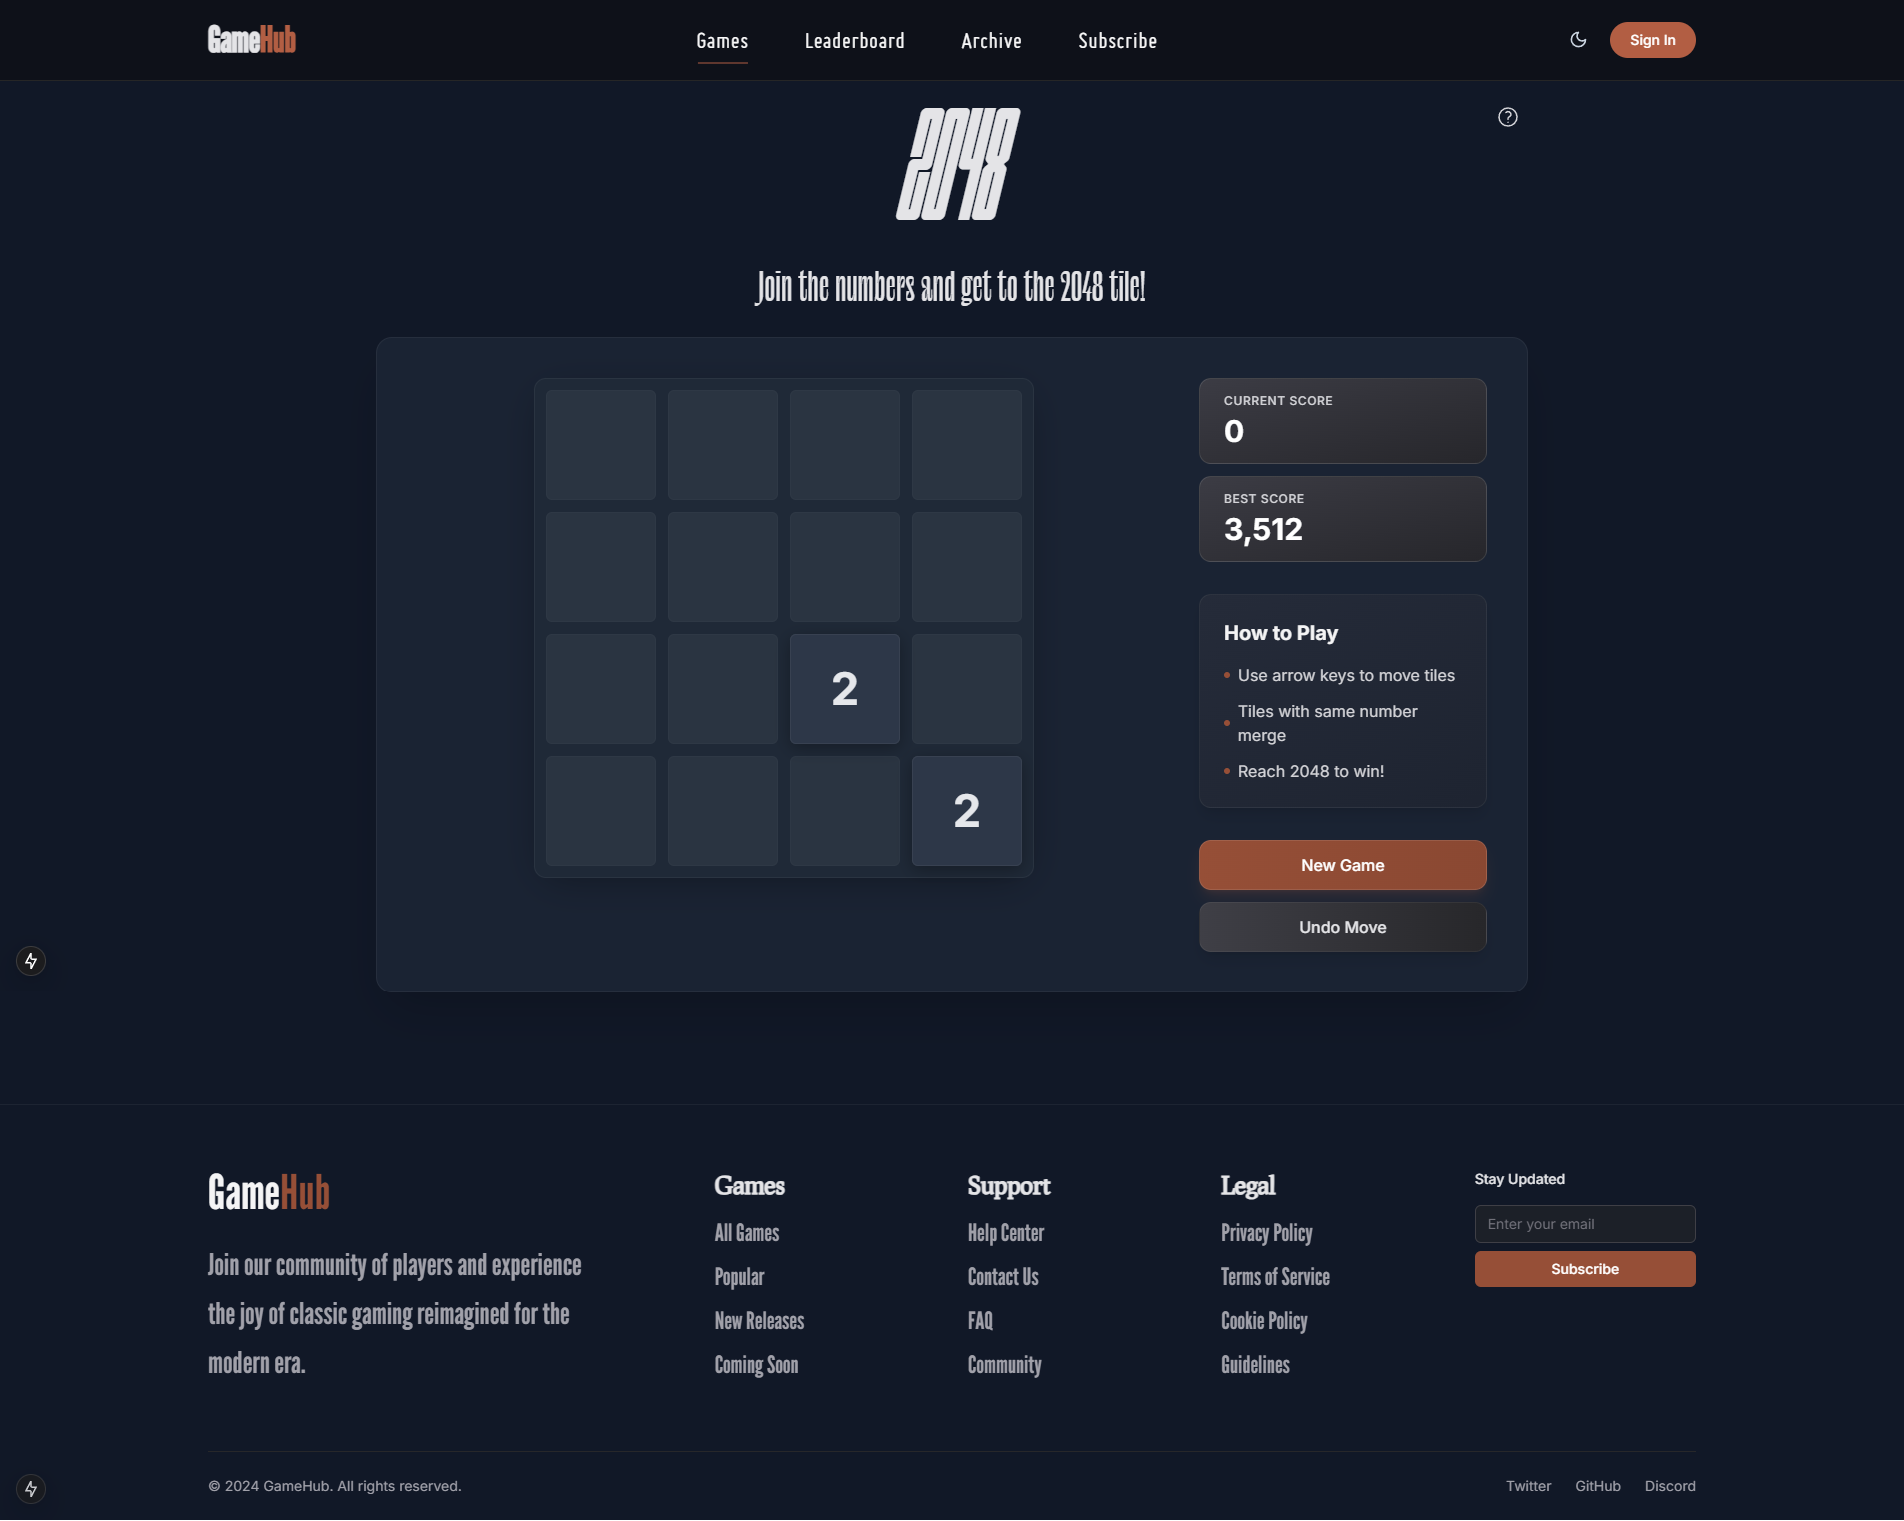 GameHub
Games
Leaderboard
Archive
Subscribe
Sign In
2048
Join the numbers and get to the 2048 tile!
CURRENT SCORE
0
BEST SCORE
3,512
How to Play
Use arrow keys to move tiles
Tiles with same number
merge
Reach 2048 to win!
2
2
New Game
Undo Move
GameHub
Join our community of players and experience
the joy of classic gaming reimagined for the
modern era.
Games
All Games
Popular
New Releases
Coming Soon
Support
Help Center
Contact Us
FAQ
Community
Legal
Privacy Policy
Terms of Service
Cookie Policy
Guidelines
Stay Updated
Enter your email
Subscribe
© 2024 GameHub. All rights reserved.
Twitter
GitHub
Discord